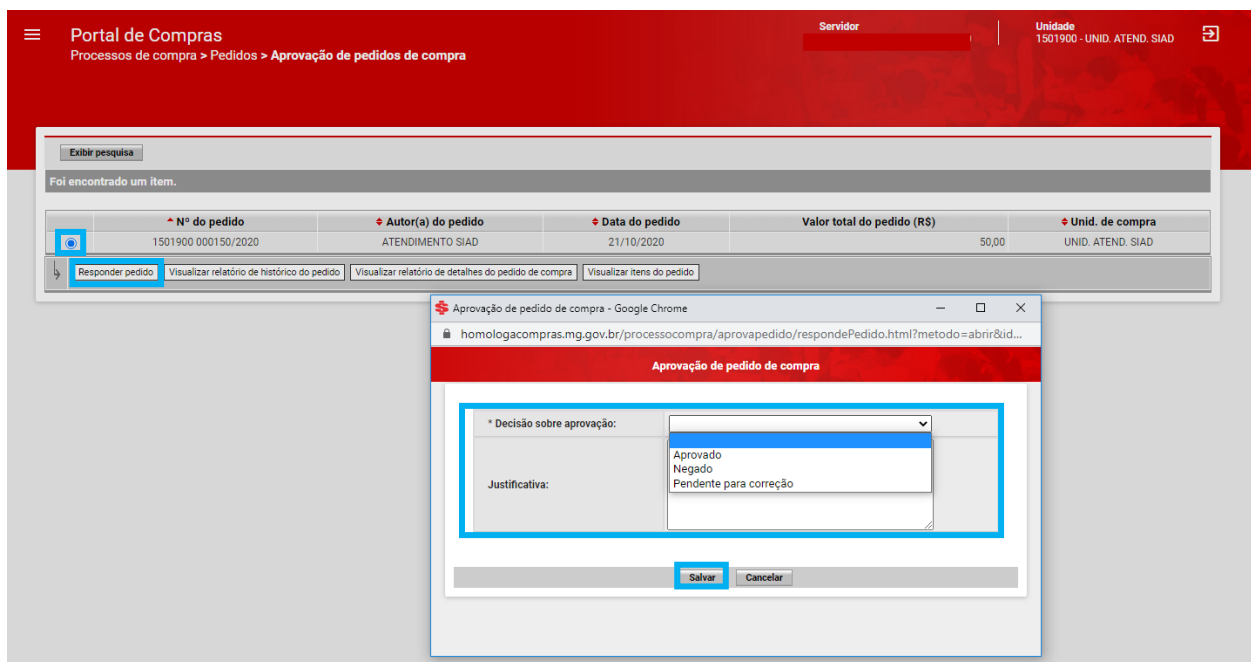 Portal de Compras
Processos de compra > Pedidos > Aprovação de pedidos de compra
Servidor
Unidade
1501900 - UNID. ATEND. SIAD
Exibir pesquisa
Foi encontrado um item.
Nº do pedido Autor(a) do pedido Data do pedido Valor total do pedido (R$) Unid. de compra
1501900 000150/2020 ATENDIMENTO SIAD 21/10/2020 50,00 UNID. ATEND. SIAD
Responder pedido Visualizar relatório de histórico do pedido Visualizar relatório de detalhes do pedido de compra Visualizar itens do pedido
Aprovação de pedido de compra - Google Chrome
homologacompras.mg.gov.br/processocompra/aprovapedido/respondePedido.html?metodo=abrir&id...
Aprovação de pedido de compra
* Decisão sobre aprovação:
Aprovado
Negado
Pendente para correção
Justificativa:
Salvar Cancelar